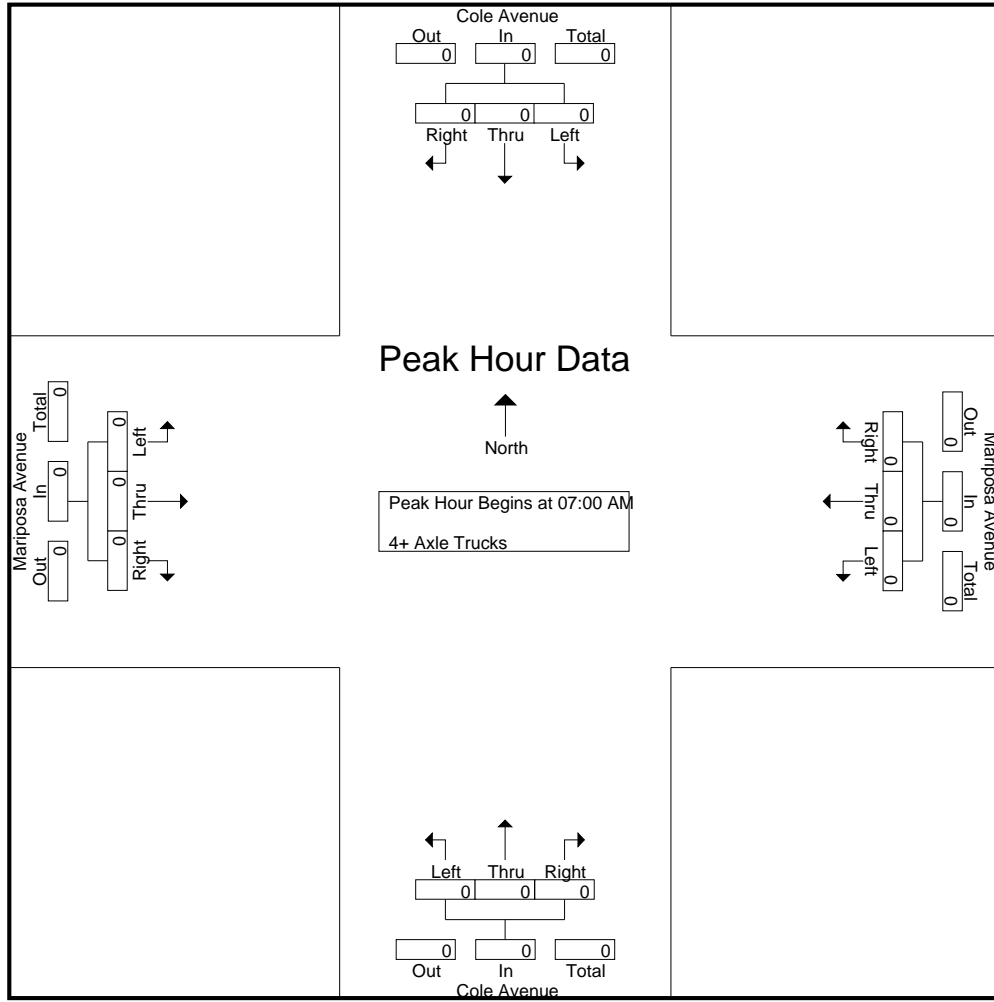 Cole Avenue
Out In Total
0 0 0
0 0 0
Right Thru Left
Peak Hour Data
North
Peak Hour Begins at 07:00 AM
4+ Axle Trucks
Mariposa Avenue
Out In Total
0 0 0
0 0 0
Left Thru Right
Mariposa Avenue
Out In Total
0 0 0
0 0 0
Right Thru Left
Left Thru Right
0 0 0
0 0 0
Out In Total
Cole Avenue